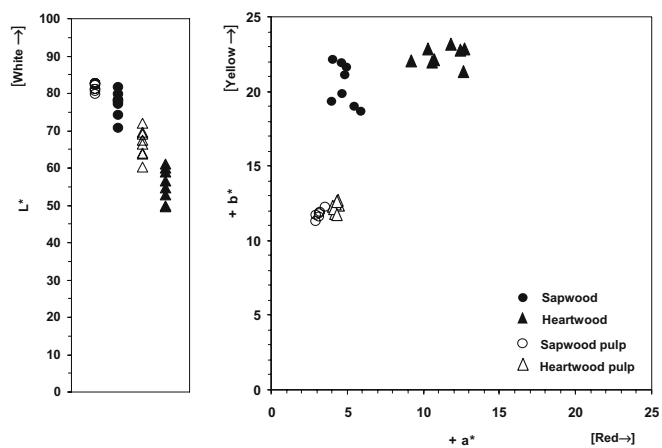 [White →]
L*
100
90
80
70
60
50
40
30
20
10
0
[Yellow →]
+ b*
25
20
15
10
5
0
Sapwood
Heartwood
Sapwood pulp
Heartwood pulp
0 5 10 15 20 25
+ a* [Red→]